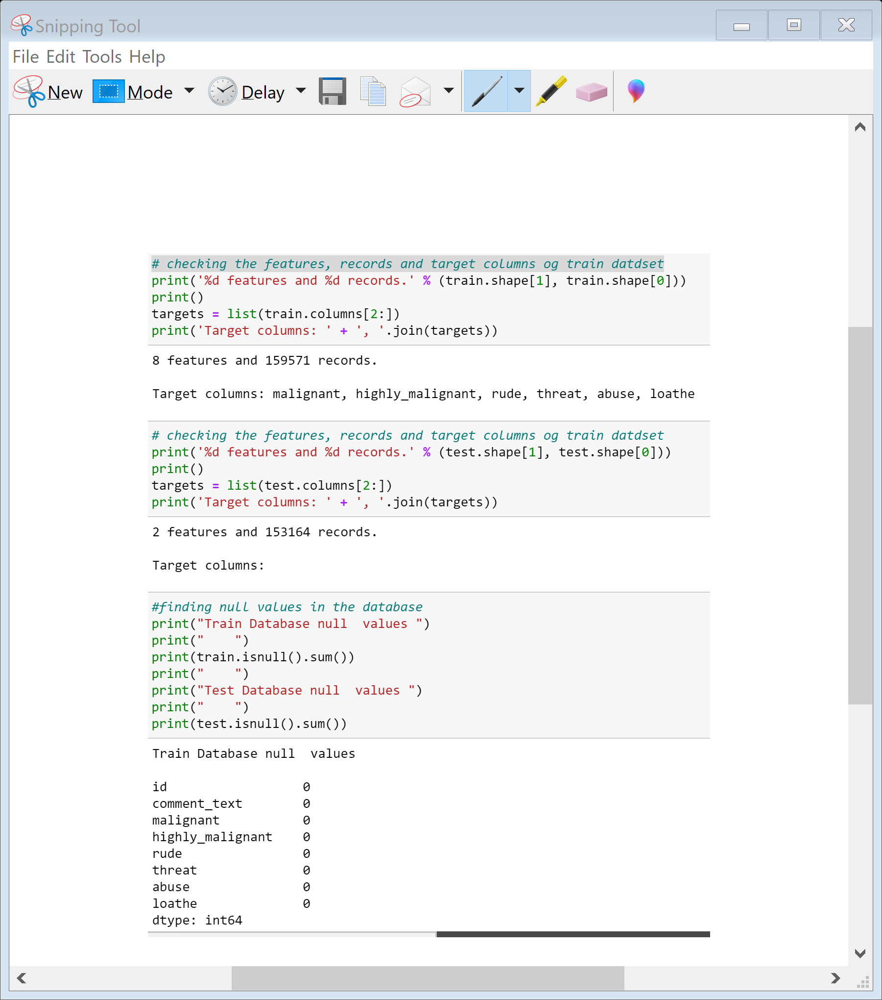 Snipping Tool
File Edit Tools Help
New Mode Delay
# checking the features, records and target columns og train datdset
print('%d features and %d records.' % (train.shape[1], train.shape[0]))
print()
targets = list(train.columns[2:])
print('Target columns: ' + ', '.join(targets))
8 features and 159571 records.
Target columns: malignant, highly_malignant, rude, threat, abuse, loathe
# checking the features, records and target columns og train datdset
print('%d features and %d records.' % (test.shape[1], test.shape[0]))
print()
targets = list(test.columns[2:])
print('Target columns: ' + ', '.join(targets))
2 features and 153164 records.
Target columns:
#finding null values in the database
print("Train Database null  values ")
print("    ")
print(train.isnull().sum())
print("    ")
print("Test Database null  values ")
print("    ")
print(test.isnull().sum())
Train Database null  values
id                  0
comment_text        0
malignant           0
highly_malignant    0
rude                0
threat              0
abuse               0
loathe              0
dtype: int64